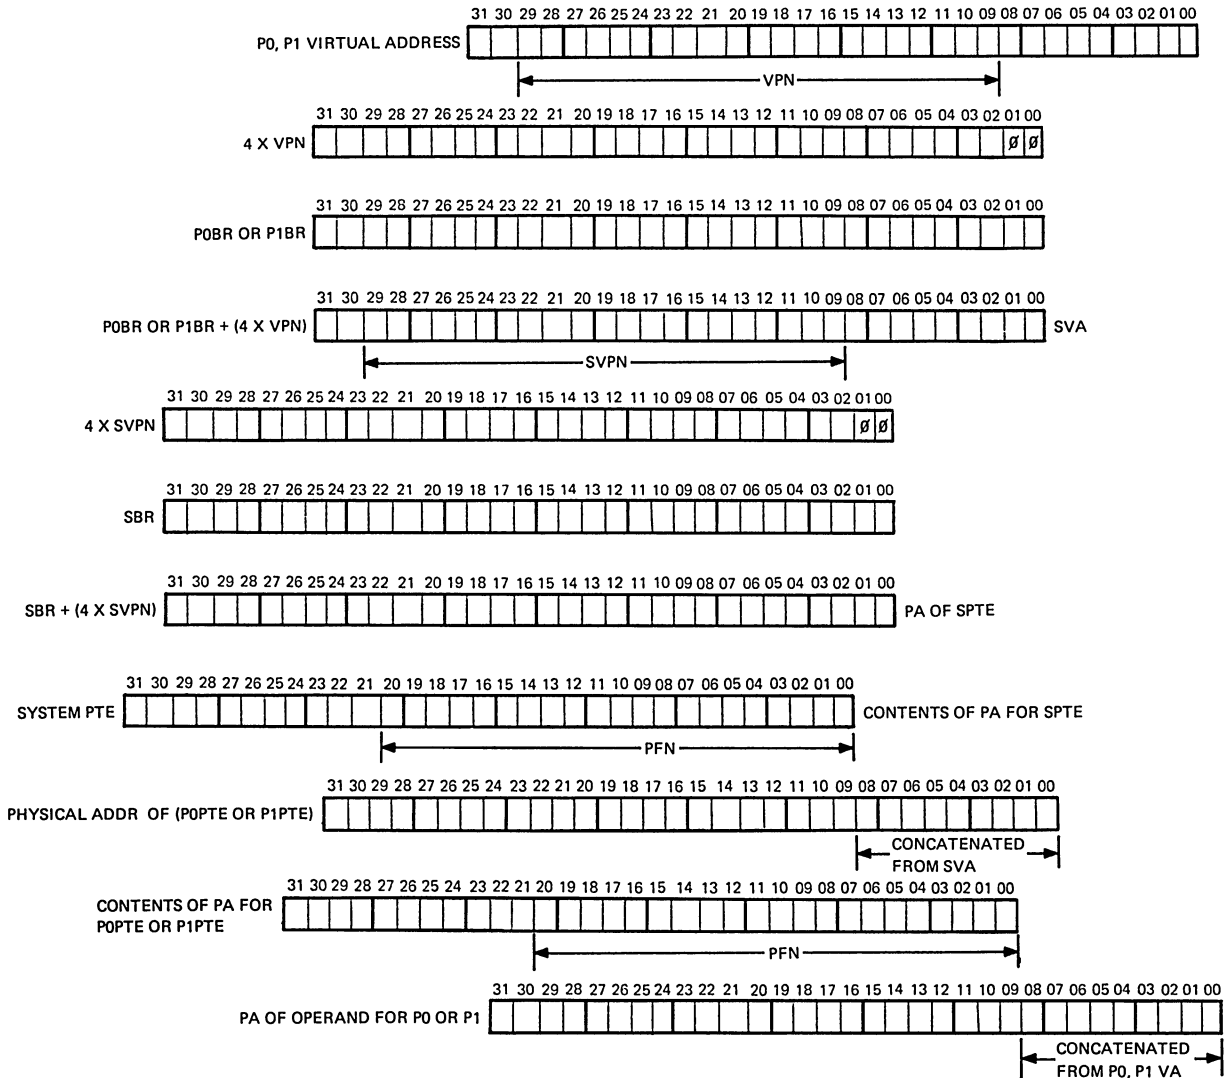 31 30 29 28 27 26 25 24 23 22 21 20 19 18 17 16 15 14 13 12 11 10 09 08 07 06 05 04 03 02 01 00
P0, P1 VIRTUAL ADDRESS
VPN
31 30 29 28 27 26 25 24 23 22 21 20 19 18 17 16 15 14 13 12 11 10 09 08 07 06 05 04 03 02 01 00
4 X VPN Ø Ø
31 30 29 28 27 26 25 24 23 22 21 20 19 18 17 16 15 14 13 12 11 10 09 08 07 06 05 04 03 02 01 00
P0BR OR P1BR
31 30 29 28 27 26 25 24 23 22 21 20 19 18 17 16 15 14 13 12 11 10 09 08 07 06 05 04 03 02 01 00
P0BR OR P1BR + (4 X VPN) SVA
SVPN
31 30 29 28 27 26 25 24 23 22 21 20 19 18 17 16 15 14 13 12 11 10 09 08 07 06 05 04 03 02 01 00
4 X SVPN Ø Ø
31 30 29 28 27 26 25 24 23 22 21 20 19 18 17 16 15 14 13 12 11 10 09 08 07 06 05 04 03 02 01 00
SBR
31 30 29 28 27 26 25 24 23 22 21 20 19 18 17 16 15 14 13 12 11 10 09 08 07 06 05 04 03 02 01 00
SBR + (4 X SVPN) PA OF SPTE
31 30 29 28 27 26 25 24 23 22 21 20 19 18 17 16 15 14 13 12 11 10 09 08 07 06 05 04 03 02 01 00
SYSTEM PTE CONTENTS OF PA FOR SPTE
PFN
31 30 29 28 27 26 25 24 23 22 21 20 19 18 17 16 15 14 13 12 11 10 09 08 07 06 05 04 03 02 01 00
PHYSICAL ADDR OF (P0PTE OR P1PTE)
CONCATENATED
FROM SVA
31 30 29 28 27 26 25 24 23 22 21 20 19 18 17 16 15 14 13 12 11 10 09 08 07 06 05 04 03 02 01 00
CONTENTS OF PA FOR
P0PTE OR P1PTE
PFN
31 30 29 28 27 26 25 24 23 22 21 20 19 18 17 16 15 14 13 12 11 10 09 08 07 06 05 04 03 02 01 00
PA OF OPERAND FOR P0 OR P1
CONCATENATED
FROM P0, P1 VA